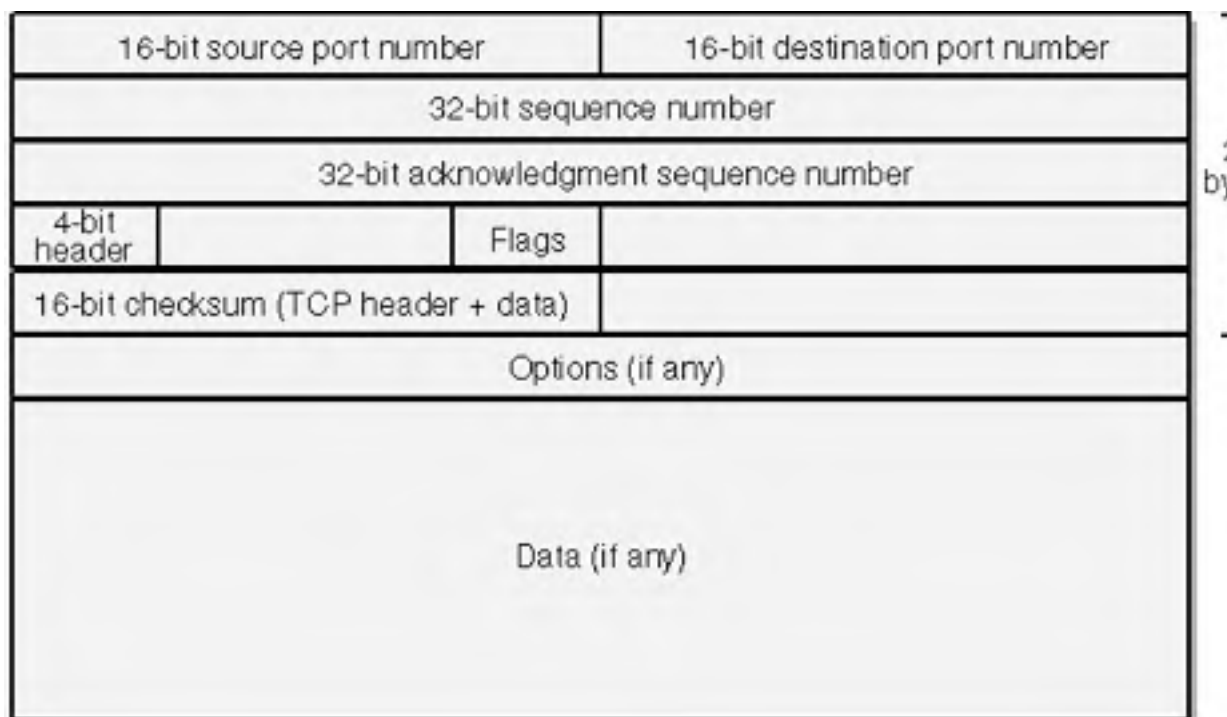 16-bit source port number
16-bit destination port number
32-bit sequence number
32-bit acknowledgment sequence number
4-bit
header
Flags
16-bit checksum (TCP header + data)
Options (if any)
Data (if any)